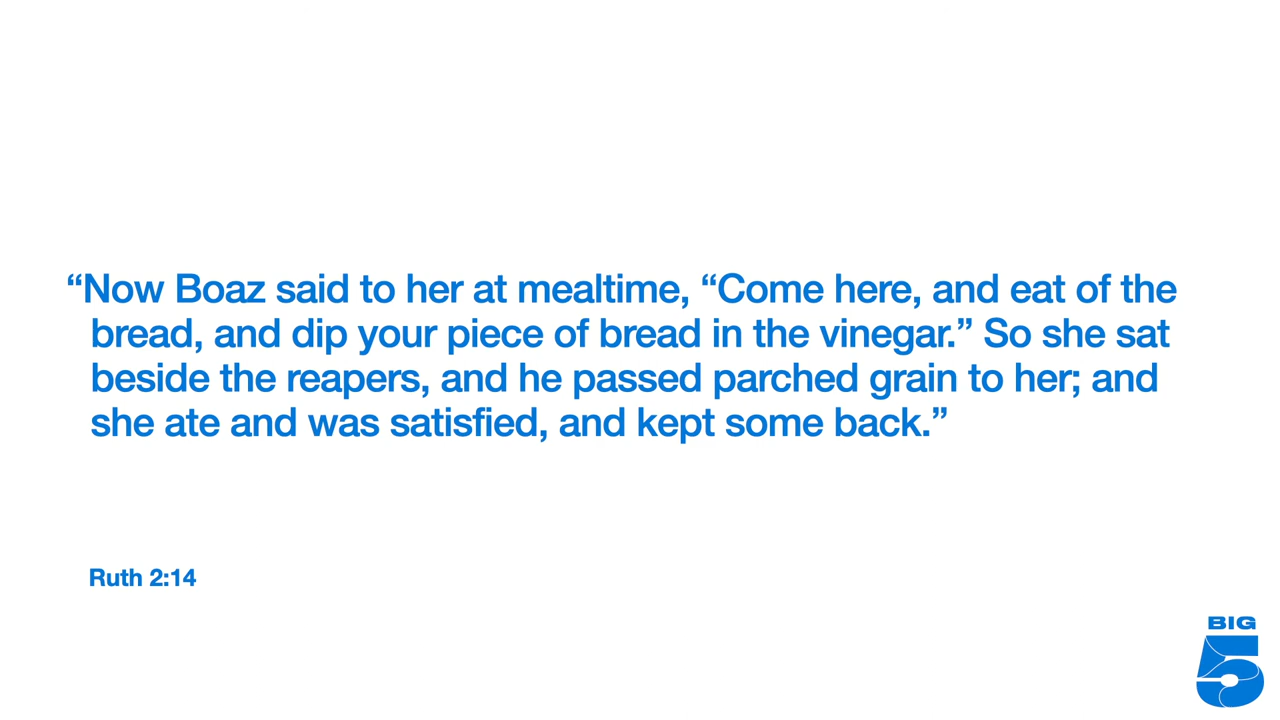 “Now Boaz said to her at mealtime, “Come here, and eat of the
bread, and dip your piece of bread in the vinegar.” So she sat
beside the reapers, and he passed parched grain to her; and
she ate and was satisfied, and kept some back.”
Ruth 2:14
BIG
5